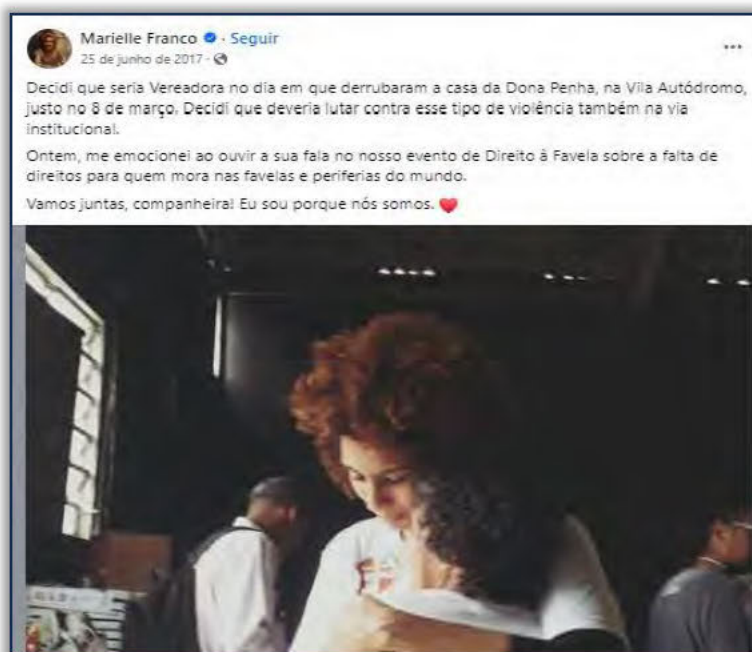 Marielle Franco · Seguir
25 de junho de 2017 ·
Decidi que seria Vereadora no dia em que derrubaram a casa da Dona Penha, na Vila Autódromo,
justo no 8 de março. Decidi que deveria lutar contra esse tipo de violência também na via
institucional.
Ontem, me emocionei ao ouvir a sua fala no nosso evento de Direito à Favela sobre a falta de
direitos para quem mora nas favelas e periferias do mundo.
Vamos juntas, companheira! Eu sou porque nós somos. ❤️